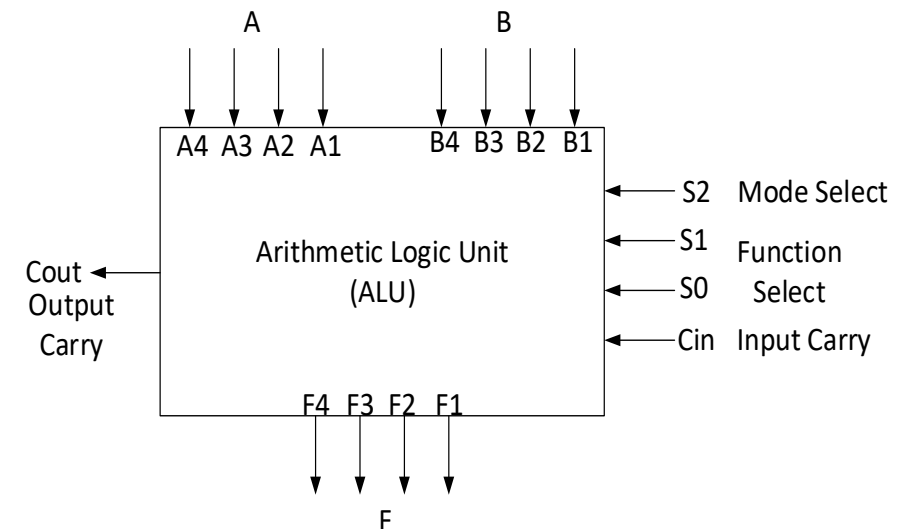 A B
A4 A3 A2 A1 B4 B3 B2 B1
S2 Mode Select
Arithmetic Logic Unit
(ALU)
S1 Function
S0 Select
Cout
Output
Carry
Cin Input Carry
F4 F3 F2 F1
F